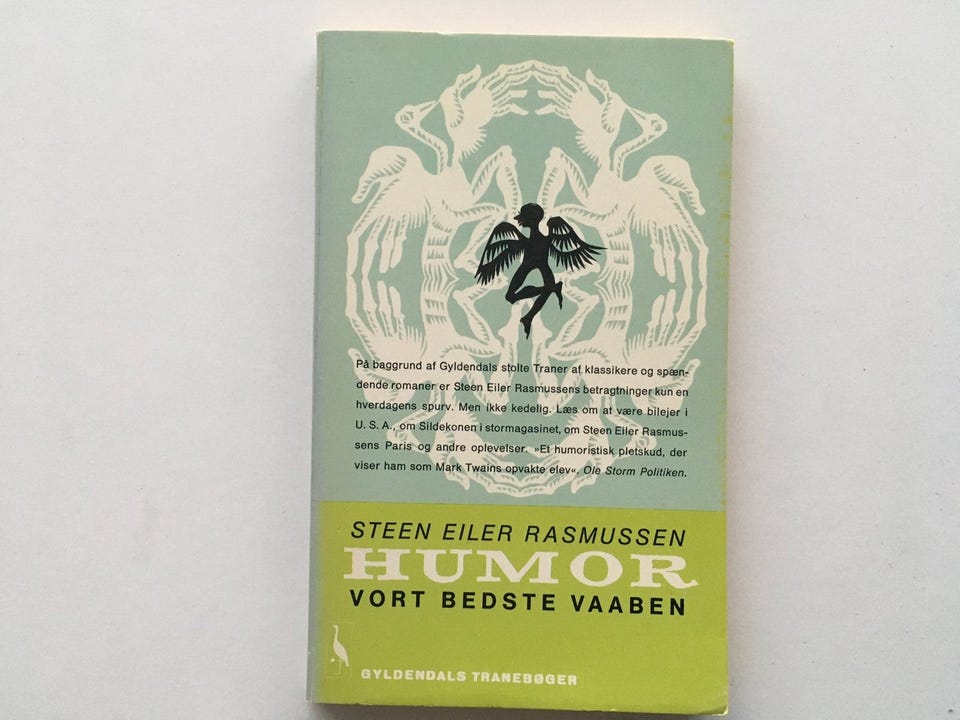 På baggrund af Gyldendals stolte Traner af klassikere og spæn-
dende romaner er Steen Eiler Rasmussens betragtninger kun en
hverdagens spurv. Men ikke kedelig. Læs om at være bilejer i
U. S. A., om Sildekonen i stormagasinet, om Steen Eiler Rasmus-
sens Paris og andre oplevelser. »Et humoristisk pletskud, der
viser ham som Mark Twains opvakte elev«. Ole Storm Politiken.
STEEN EILER RASMUSSEN
HUMOR
VORT BEDSTE VAABEN
GYLDENDALS TRANEBØGER